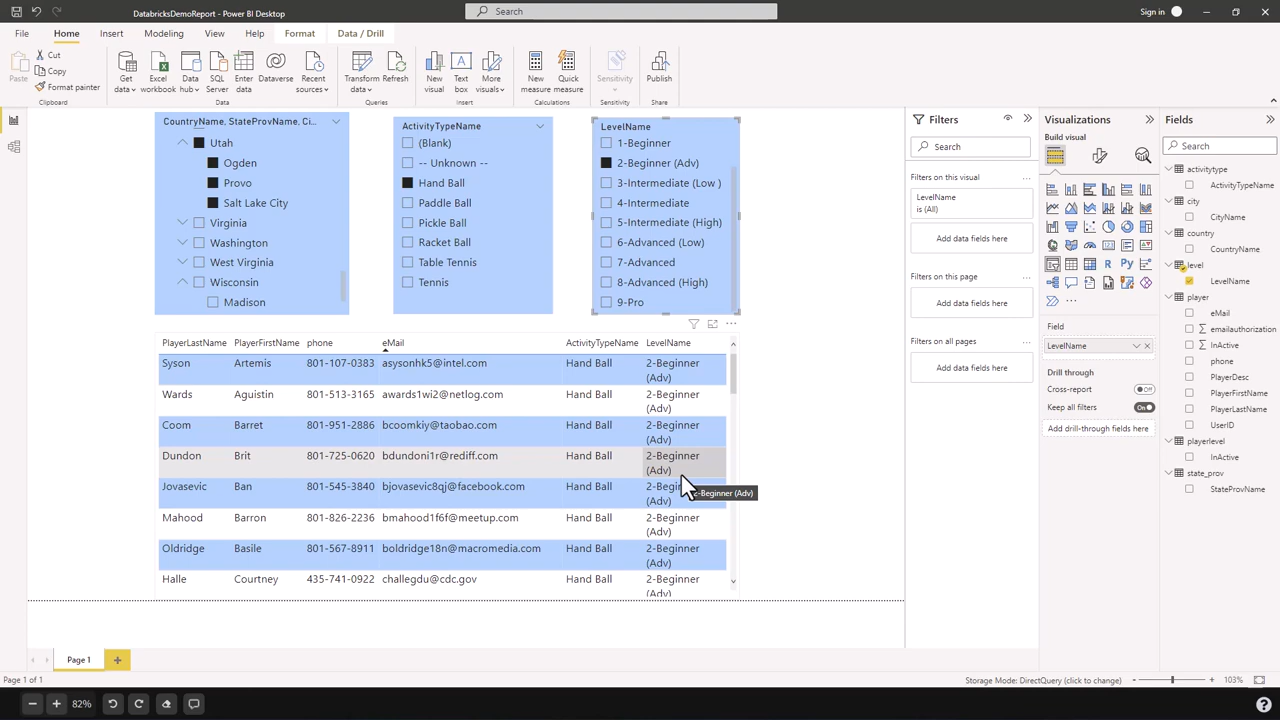 DatabricksDemoReport - Power BI Desktop
Search
Sign in
File
Home
Insert
Modeling
View
Help
Format
Data / Drill
Paste
Cut
Copy
Format painter
Clipboard
Get data
Excel workbook
Data hub
SQL Server
Enter data
Dataverse
Recent sources
Data
Transform data
Refresh
Queries
New visual
Text box
More visuals
Insert
New measure
Quick measure
Calculations
Sensitivity
Sensitivity
Publish
Share
CountryName, StateProvName, Ci...
Utah
Ogden
Provo
Salt Lake City
Virginia
Washington
West Virginia
Wisconsin
Madison
ActivityTypeName
(Blank)
-- Unknown --
Hand Ball
Paddle Ball
Pickle Ball
Racket Ball
Table Tennis
Tennis
LevelName
1-Beginner
2-Beginner (Adv)
3-Intermediate (Low )
4-Intermediate
5-Intermediate (High)
6-Advanced (Low)
7-Advanced
8-Advanced (High)
9-Pro
PlayerLastName PlayerFirstName phone eMail ActivityTypeName LevelName
Syson Artemis 801-107-0383 asysonhk5@intel.com Hand Ball 2-Beginner
(Adv)
Wards Aguistin 801-513-3165 awards1wi2@netlog.com Hand Ball 2-Beginner
(Adv)
Coom Barret 801-951-2886 bcoomkiy@taobao.com Hand Ball 2-Beginner
(Adv)
Dundon Brit 801-725-0620 bdundoni1r@rediff.com Hand Ball 2-Beginner
(Adv)
Jovasevic Ban 801-545-3840 bjovasevic8qj@facebook.com Hand Ball 2-Beginner
(Adv)
2-Beginner (Adv)
Mahood Barron 801-826-2236 bmahood1f6f@meetup.com Hand Ball 2-Beginner
(Adv)
Oldridge Basile 801-567-8911 boldridge18n@macromedia.com Hand Ball 2-Beginner
(Adv)
Halle Courtney 435-741-0922 challegdu@cdc.gov Hand Ball 2-Beginner
(Adv)
Filters
Search
Filters on this visual
...
LevelName
is (All)
Add data fields here
Filters on this page
...
Add data fields here
Filters on all pages
...
Add data fields here
Visualizations
Build visual
R
Py
123
...
Field
LevelName
Drill through
Cross-report
Off
Keep all filters
On
Add drill-through fields here
Fields
Search
activitytype
ActivityTypeName
city
CityName
country
CountryName
level
LevelName
player
eMail
emailauthorization
InActive
phone
PlayerDesc
PlayerFirstName
PlayerLastName
UserID
playerlevel
InActive
state_prov
StateProvName
Page 1
Page 1 of 1
Storage Mode: DirectQuery (click to change)
103%
82%